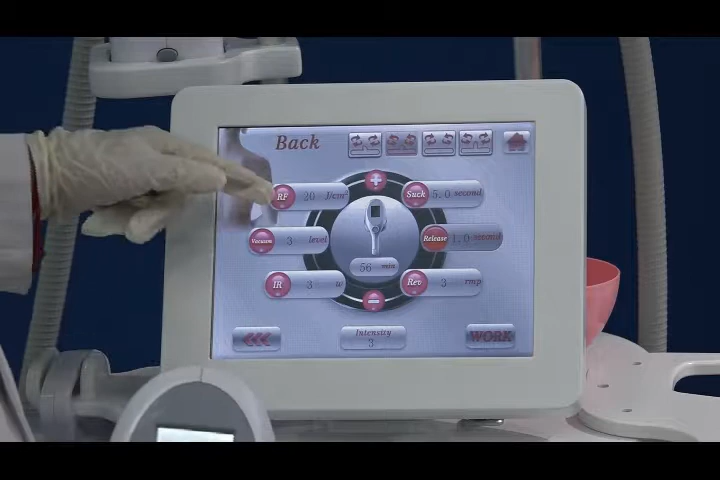 Back
RF 20 J/cm²
Suck 5.0 second
Vacuum 3 level
Release 1.0 second
56 min
IR 3 w
Rev 3 rmp
Intensity
3
WORK